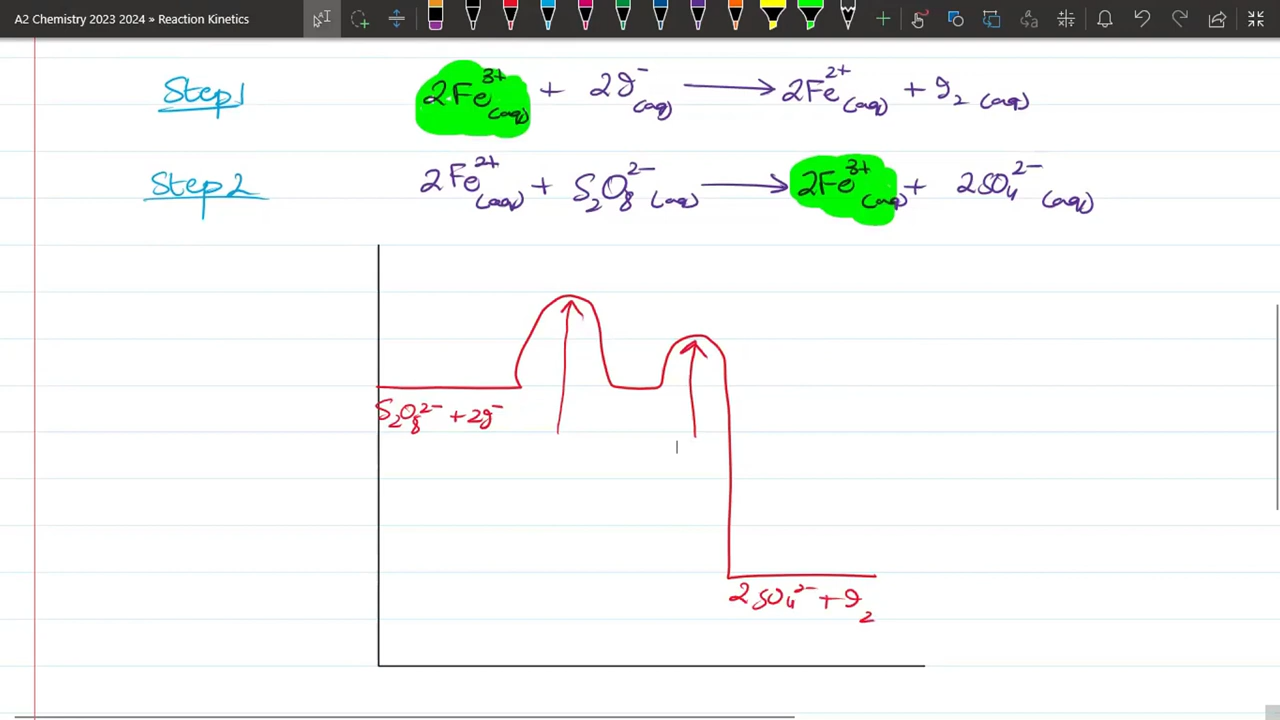 A2 Chemistry 2023 2024 » Reaction Kinetics
Step 1 2Fe³⁺(aq) + 2I⁻(aq) ⟶ 2Fe²⁺(aq) + I₂ (aq)
Step 2 2Fe²⁺(aq) + S₂O₈²⁻(aq) ⟶ 2Fe³⁺(aq) + 2SO₄²⁻(aq)
S₂O₈²⁻ + 2I⁻
2SO₄²⁻ + I₂